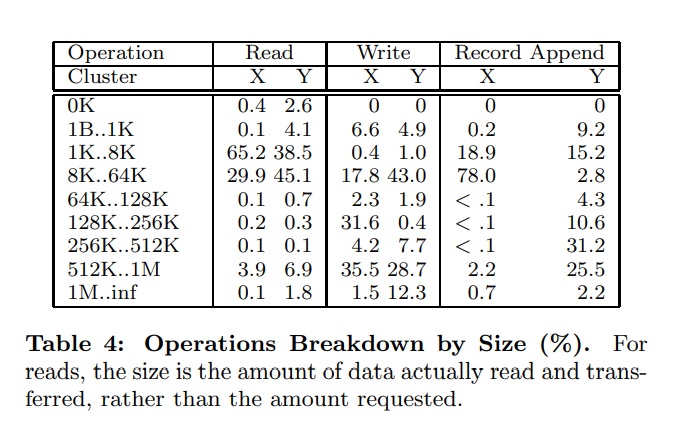 Operation Read Write Record Append
Cluster X Y X Y X Y
0K 0.4 2.6 0 0 0 0
1B..1K 0.1 4.1 6.6 4.9 0.2 9.2
1K..8K 65.2 38.5 0.4 1.0 18.9 15.2
8K..64K 29.9 45.1 17.8 43.0 78.0 2.8
64K..128K 0.1 0.7 2.3 1.9 < .1 4.3
128K..256K 0.2 0.3 31.6 0.4 < .1 10.6
256K..512K 0.1 0.1 4.2 7.7 < .1 31.2
512K..1M 3.9 6.9 35.5 28.7 2.2 25.5
1M..inf 0.1 1.8 1.5 12.3 0.7 2.2
Table 4: Operations Breakdown by Size (%). For
reads, the size is the amount of data actually read and trans-
ferred, rather than the amount requested.